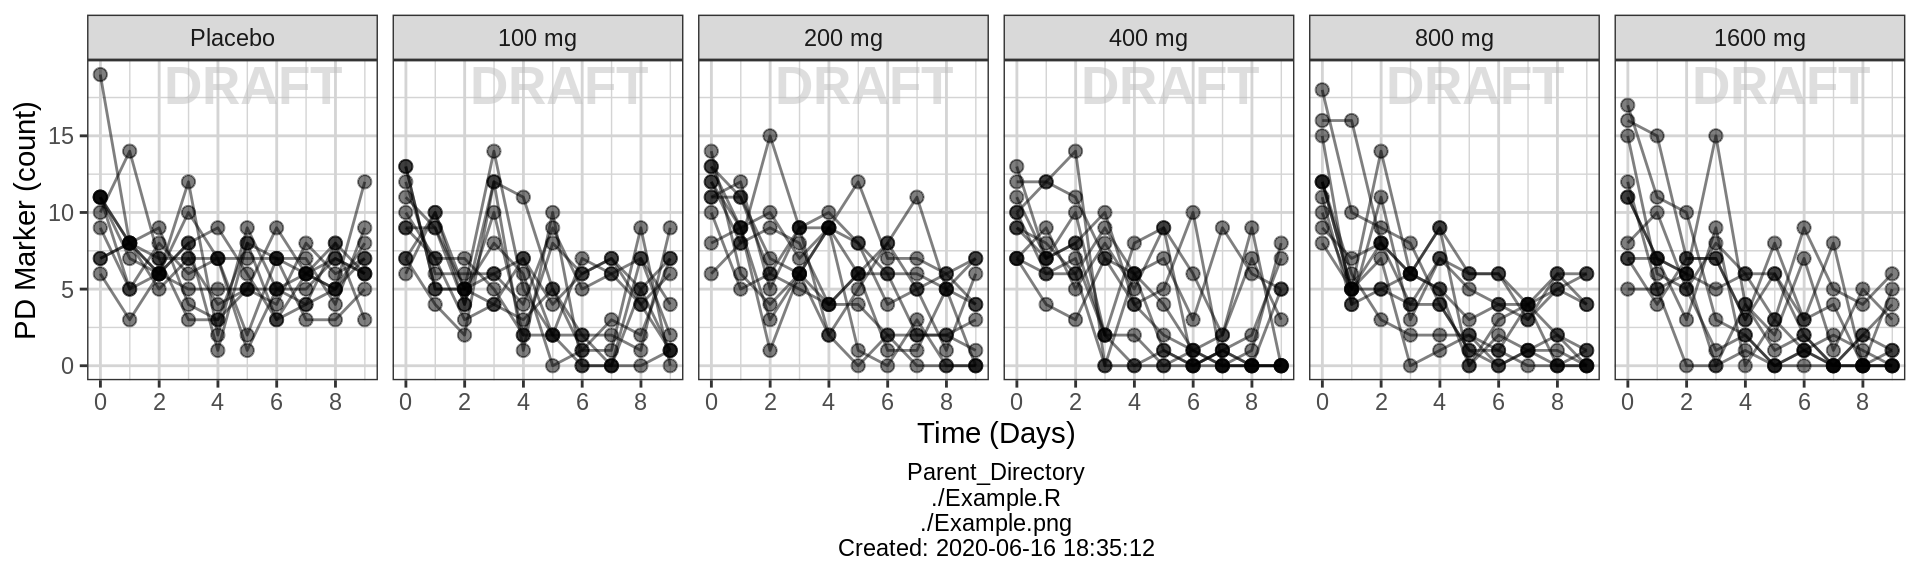 Placebo 100 mg 200 mg 400 mg 800 mg 1600 mg
DRAFT DRAFT DRAFT DRAFT DRAFT DRAFT
PD Marker (count)
15
10
5
0
0 2 4 6 8 0 2 4 6 8 0 2 4 6 8 0 2 4 6 8 0 2 4 6 8 0 2 4 6 8
Time (Days)
Parent_Directory
./Example.R
./Example.png
Created: 2020-06-16 18:35:12